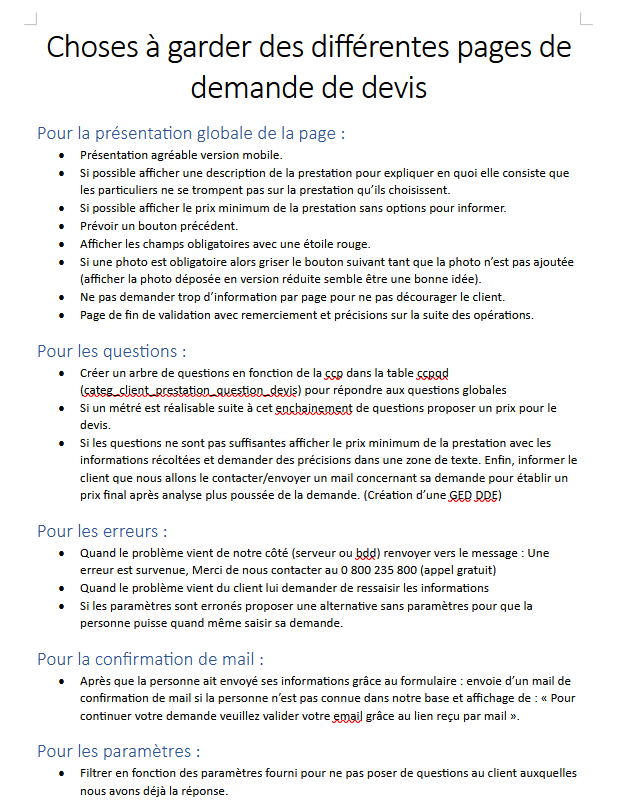 Choses à garder des différentes pages de
demande de devis
Pour la présentation globale de la page :
• Présentation agréable version mobile.
• Si possible afficher une description de la prestation pour expliquer en quoi elle consiste que
les particuliers ne se trompent pas sur la prestation qu’ils choisissent.
• Si possible afficher le prix minimum de la prestation sans options pour informer.
• Prévoir un bouton précédent.
• Afficher les champs obligatoires avec une étoile rouge.
• Si une photo est obligatoire alors griser le bouton suivant tant que la photo n’est pas ajoutée
(afficher la photo déposée en version réduite semble être une bonne idée).
• Ne pas demander trop d’information par page pour ne pas décourager le client.
• Page de fin de validation avec remerciement et précisions sur la suite des opérations.
Pour les questions :
• Créer un arbre de questions en fonction de la ccp dans la table ccpqd
(categ_client_prestation_question_devis) pour répondre aux questions globales
• Si un métré est réalisable suite à cet enchainement de questions proposer un prix pour le
devis.
• Si les questions ne sont pas suffisantes afficher le prix minimum de la prestation avec les
informations récoltées et demander des précisions dans une zone de texte. Enfin, informer le
client que nous allons le contacter/envoyer un mail concernant sa demande pour établir un
prix final après analyse plus poussée de la demande. (Création d’une GED DDE)
Pour les erreurs :
• Quand le problème vient de notre côté (serveur ou bdd) renvoyer vers le message : Une
erreur est survenue, Merci de nous contacter au 0 800 235 800 (appel gratuit)
• Quand le problème vient du client lui demander de ressaisir les informations
• Si les paramètres sont erronés proposer une alternative sans paramètres pour que la
personne puisse quand même saisir sa demande.
Pour la confirmation de mail :
• Après que la personne ait envoyé ses informations grâce au formulaire : envoie d’un mail de
confirmation de mail si la personne n’est pas connue dans notre base et affichage de : « Pour
continuer votre demande veuillez valider votre email grâce au lien reçu par mail ».
Pour les paramètres :
• Filtrer en fonction des paramètres fourni pour ne pas poser de questions au client auxquelles
nous avons déjà la réponse.